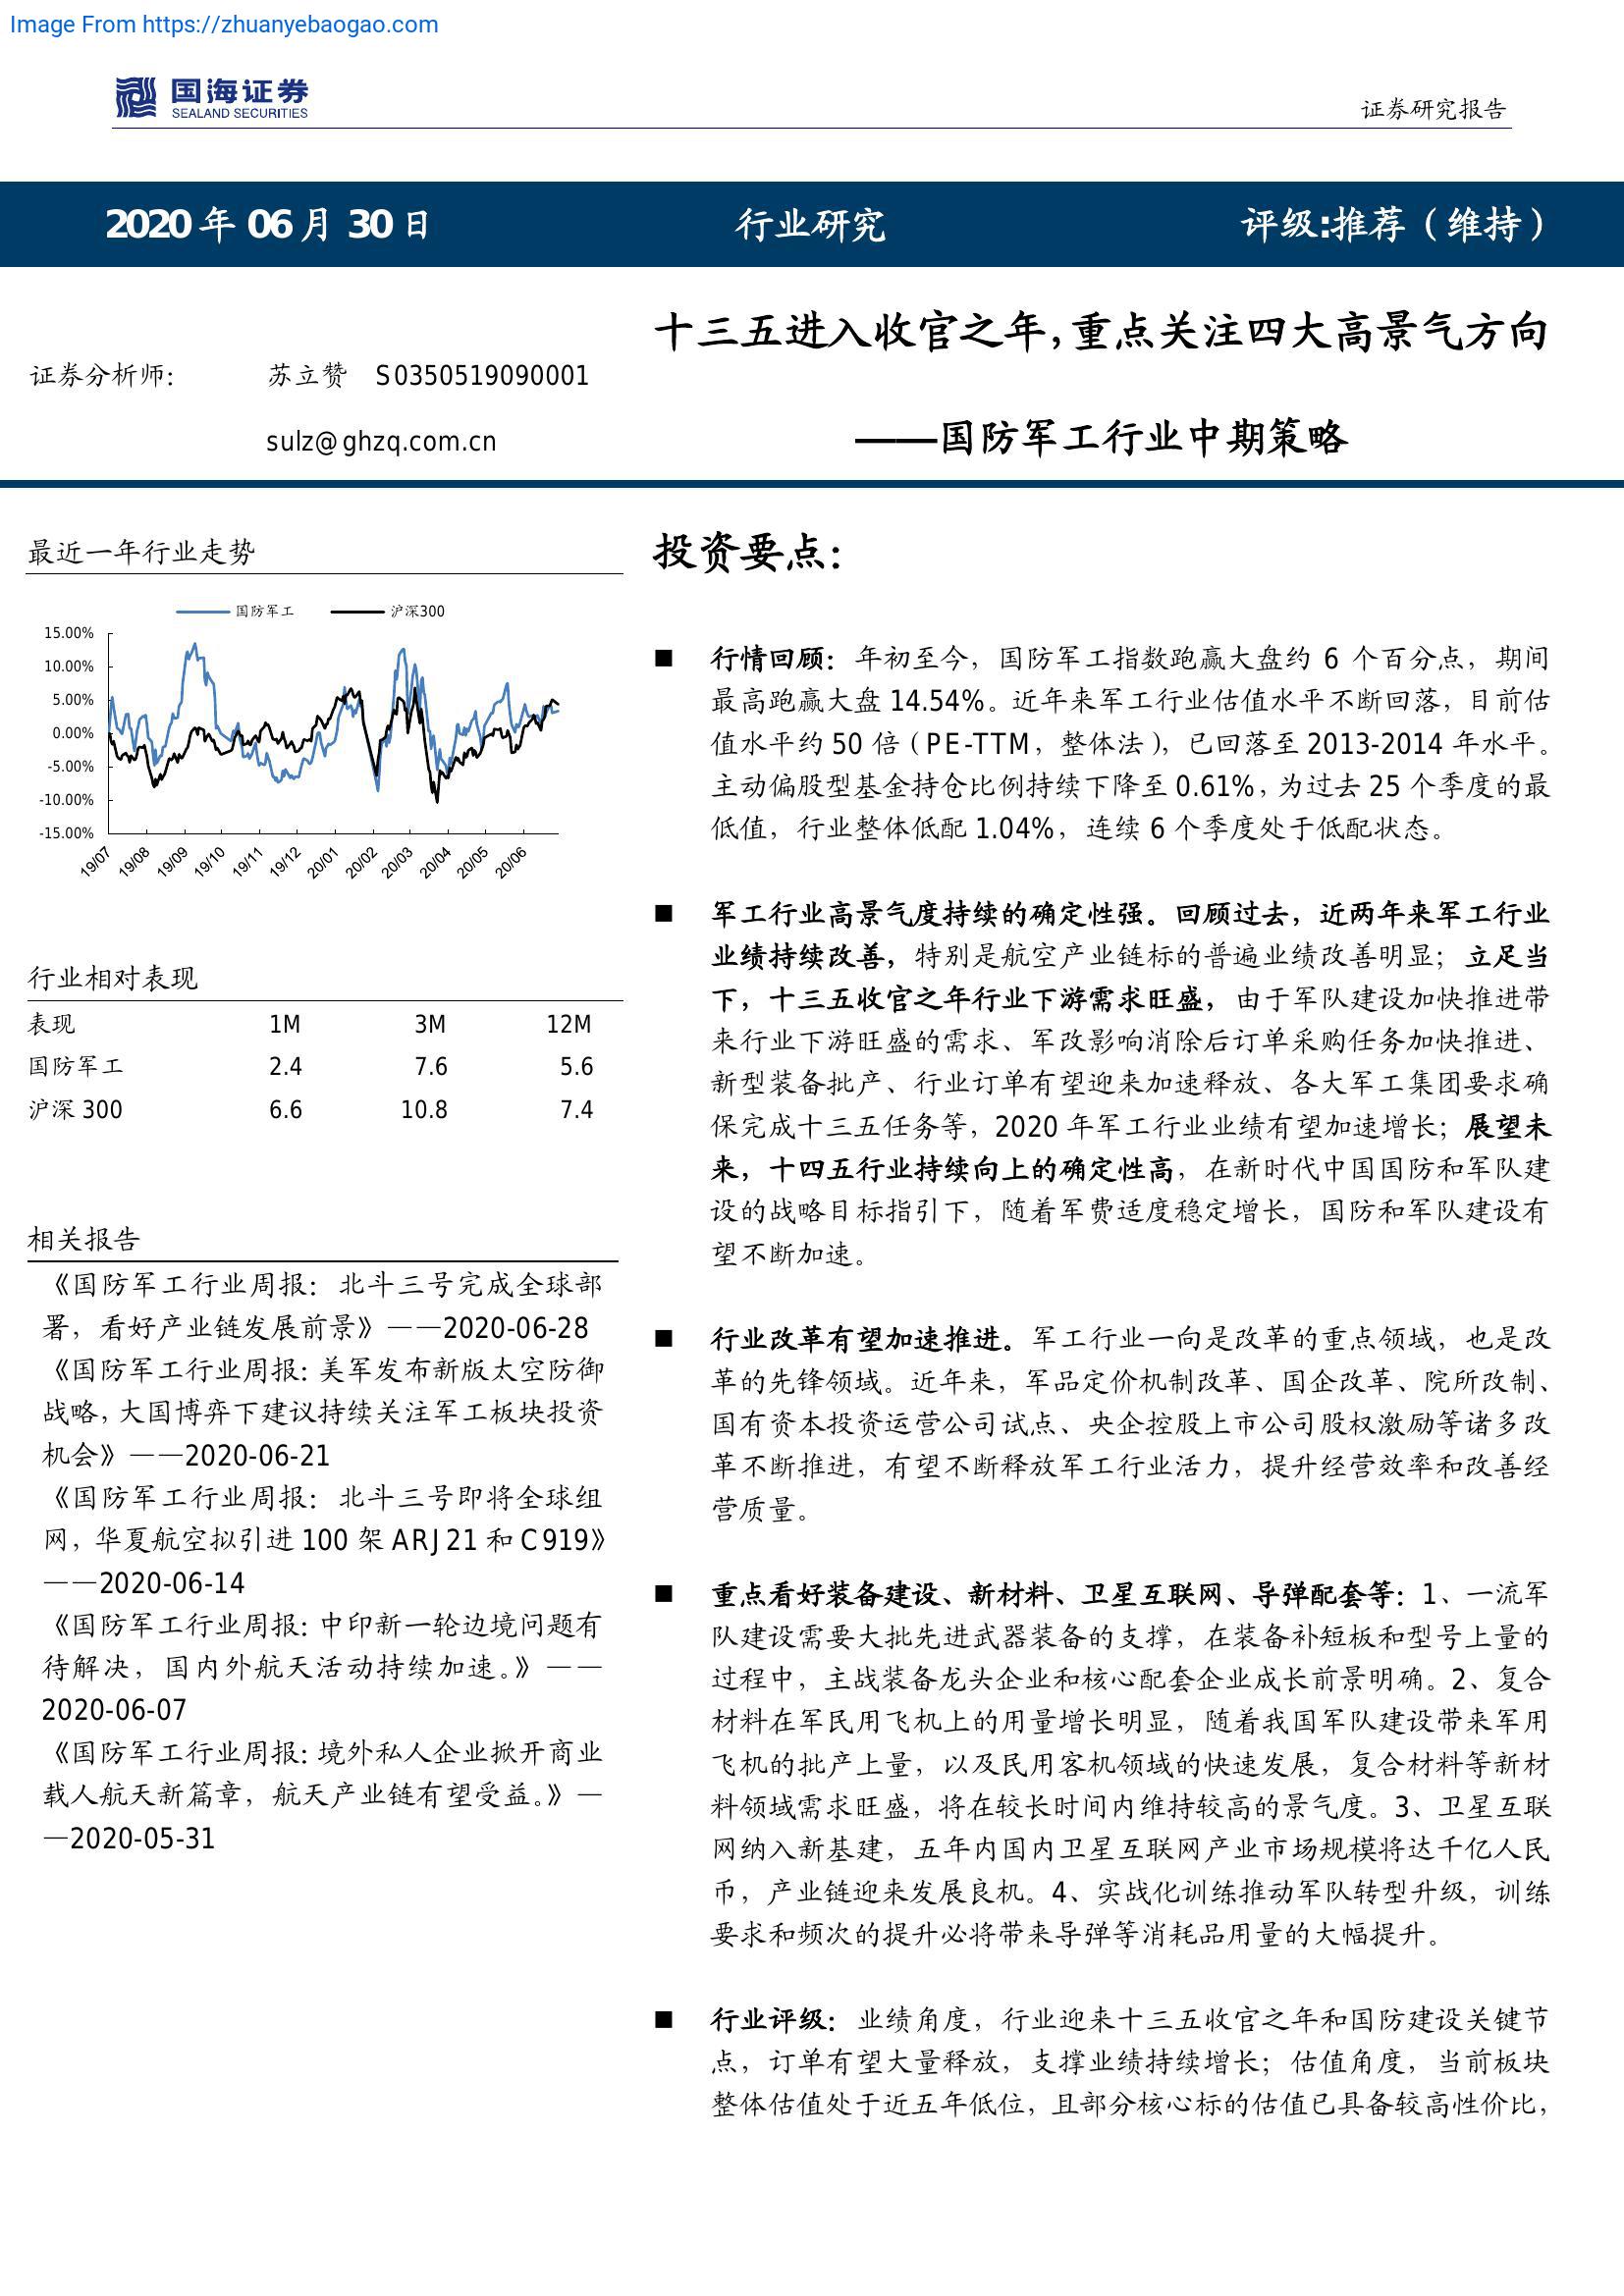 Image From https://zhuanyebaogao.com
国海证券
SEALAND SECURITIES
证券研究报告
2020 年 06 月 30 日
行业研究
评级:推荐（维持）
证券分析师：
苏立赞 S0350519090001
sulz@ghzq.com.cn
十三五进入收官之年，重点关注四大高景气方向
——国防军工行业中期策略
最近一年行业走势
国防军工
沪深300
15.00%
10.00%
5.00%
0.00%
-5.00%
-10.00%
-15.00%
19/07
19/08
19/09
19/10
19/11
19/12
20/01
20/02
20/03
20/04
20/05
20/06
行业相对表现
表现 1M 3M 12M
国防军工 2.4 7.6 5.6
沪深 300 6.6 10.8 7.4
相关报告
《国防军工行业周报：北斗三号完成全球部
署，看好产业链发展前景》——2020-06-28
《国防军工行业周报：美军发布新版太空防御
战略，大国博弈下建议持续关注军工板块投资
机会》——2020-06-21
《国防军工行业周报：北斗三号即将全球组
网，华夏航空拟引进 100 架 ARJ21 和 C919》
——2020-06-14
《国防军工行业周报：中印新一轮边境问题有
待解决，国内外航天活动持续加速。》——
2020-06-07
《国防军工行业周报：境外私人企业掀开商业
载人航天新篇章，航天产业链有望受益。》—
—2020-05-31
投资要点：
■ 行情回顾：年初至今，国防军工指数跑赢大盘约 6 个百分点，期间
最高跑赢大盘 14.54%。近年来军工行业估值水平不断回落，目前估
值水平约 50 倍（PE-TTM，整体法），已回落至 2013-2014 年水平。
主动偏股型基金持仓比例持续下降至 0.61%，为过去 25 个季度的最
低值，行业整体低配 1.04%，连续 6 个季度处于低配状态。
■ 军工行业高景气度持续的确定性强。回顾过去，近两年来军工行业
业绩持续改善，特别是航空产业链标的普遍业绩改善明显；立足当
下，十三五收官之年行业下游需求旺盛，由于军队建设加快推进带
来行业下游旺盛的需求、军改影响消除后订单采购任务加快推进、
新型装备批产、行业订单有望迎来加速释放、各大军工集团要求确
保完成十三五任务等，2020 年军工行业业绩有望加速增长；展望未
来，十四五行业持续向上的确定性高，在新时代中国国防和军队建
设的战略目标指引下，随着军费适度稳定增长，国防和军队建设有
望不断加速。
■ 行业改革有望加速推进。军工行业一向是改革的重点领域，也是改
革的先锋领域。近年来，军品定价机制改革、国企改革、院所改制、
国有资本投资运营公司试点、央企控股上市公司股权激励等诸多改
革不断推进，有望不断释放军工行业活力，提升经营效率和改善经
营质量。
■ 重点看好装备建设、新材料、卫星互联网、导弹配套等：1、一流军
队建设需要大批先进武器装备的支撑，在装备补短板和型号上量的
过程中，主战装备龙头企业和核心配套企业成长前景明确。2、复合
材料在军民用飞机上的用量增长明显，随着我国军队建设带来军用
飞机的批产上量，以及民用客机领域的快速发展，复合材料等新材
料领域需求旺盛，将在较长时间内维持较高的景气度。3、卫星互联
网纳入新基建，五年内国内卫星互联网产业市场规模将达千亿人民
币，产业链迎来发展良机。4、实战化训练推动军队转型升级，训练
要求和频次的提升必将带来导弹等消耗品用量的大幅提升。
■ 行业评级：业绩角度，行业迎来十三五收官之年和国防建设关键节
点，订单有望大量释放，支撑业绩持续增长；估值角度，当前板块
整体估值处于近五年低位，且部分核心标的估值已具备较高性价比，